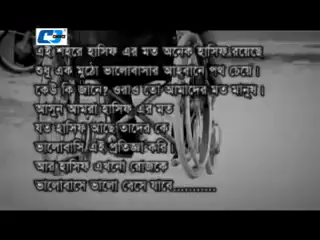 এই শহরে হাসিফ এর মত অনেক হাসিফ রয়েছে
শুধু এক মুঠো ভালোবাসার আহবানে পথ চেয়ে।
কেউ কি জানে? ওরাও তো আমাদের মত মানুষ।
আসুন আমরা হাসিফ এর মত
যত হাসিফ আছে তাদের কে
ভালোবাসি এই প্রতিজ্ঞা করি।
আর হাসিফ এখনো রোজকে
ভালোবাসে ভালো বেসে যাবে...........